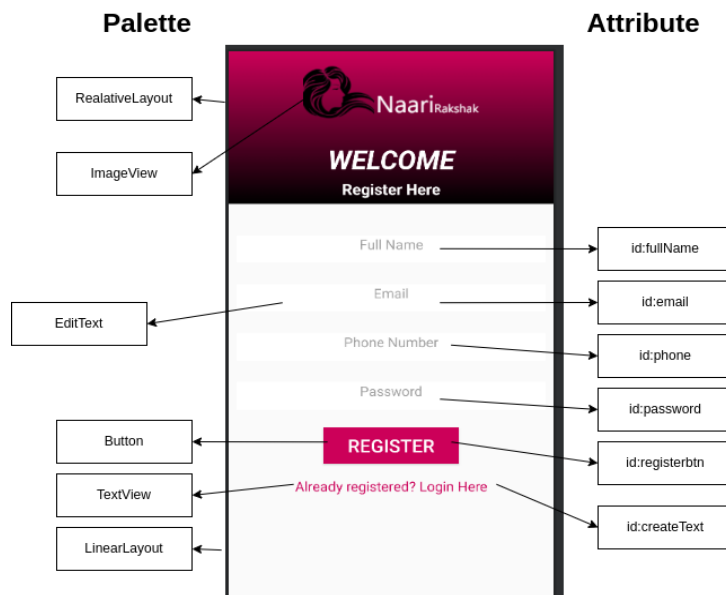 Palette
Attribute
RealativeLayout
NaariRakshak
ImageView
WELCOME
Register Here
Full Name
id:fullName
Email
id:email
EditText
Phone Number
id:phone
Password
id:password
Button
REGISTER
id:registerbtn
TextView
Already registered? Login Here
id:createText
LinearLayout